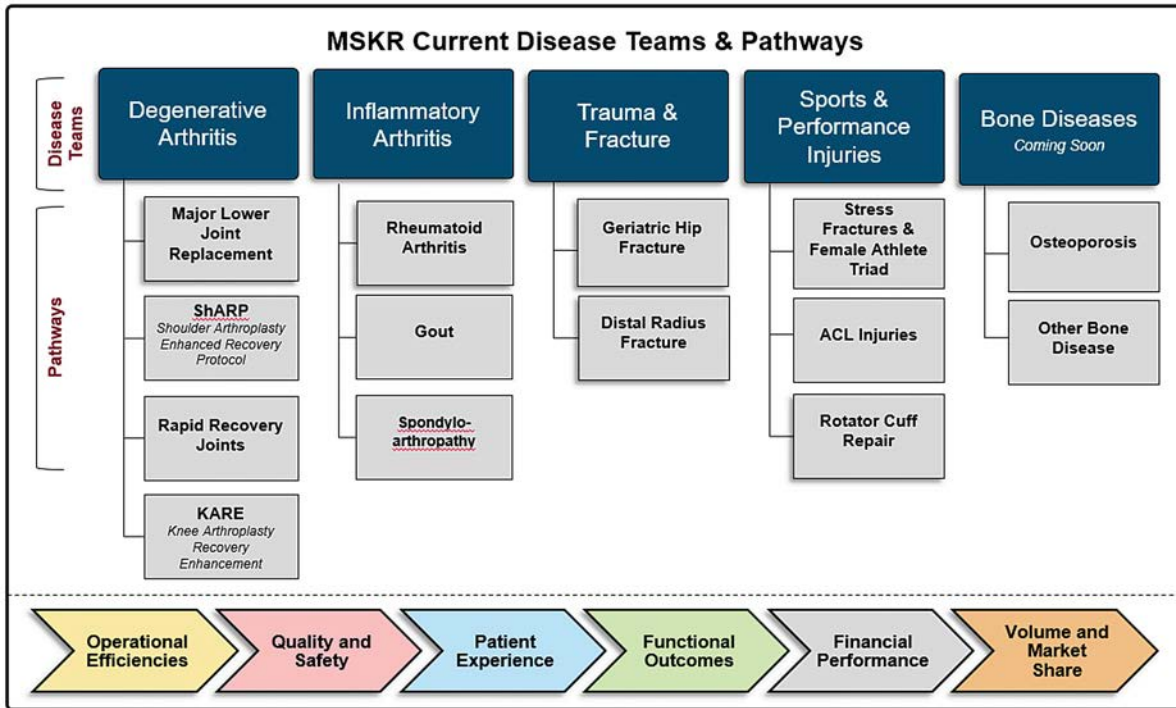 MSKR Current Disease Teams & Pathways
Disease
Teams
Degenerative
Arthritis
Inflammatory
Arthritis
Trauma &
Fracture
Sports &
Performance
Injuries
Bone Diseases
Coming Soon
Pathways
Major Lower
Joint
Replacement
ShARP
Shoulder Arthroplasty
Enhanced Recovery
Protocol
Rapid Recovery
Joints
KARE
Knee Arthroplasty
Recovery
Enhancement
Rheumatoid
Arthritis
Gout
Spondylo-
arthropathy
Geriatric Hip
Fracture
Distal Radius
Fracture
Stress
Fractures &
Female Athlete
Triad
ACL Injuries
Rotator Cuff
Repair
Osteoporosis
Other Bone
Disease
Operational
Efficiencies
Quality and
Safety
Patient
Experience
Functional
Outcomes
Financial
Performance
Volume and
Market
Share